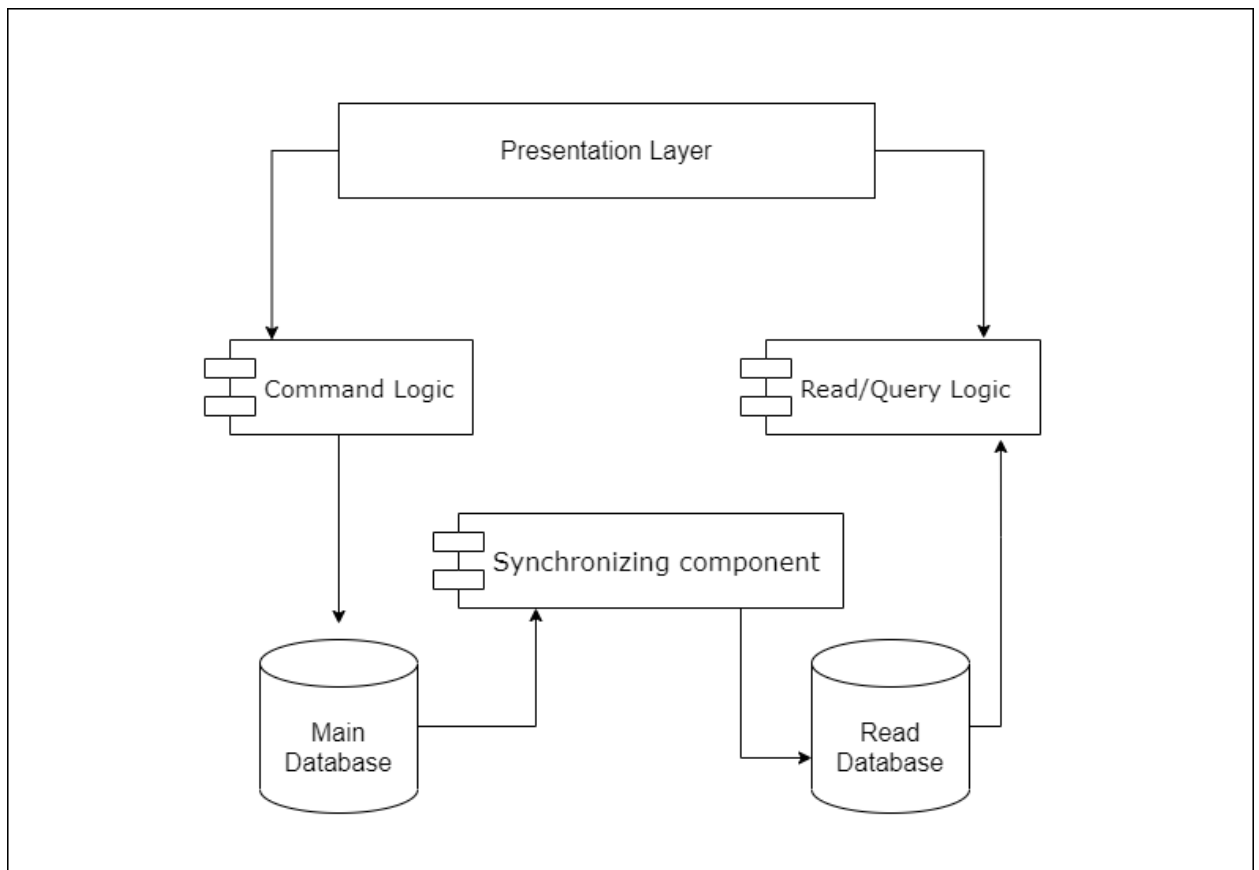 Presentation Layer
Command Logic
Read/Query Logic
Synchronizing component
Main
Database
Read
Database